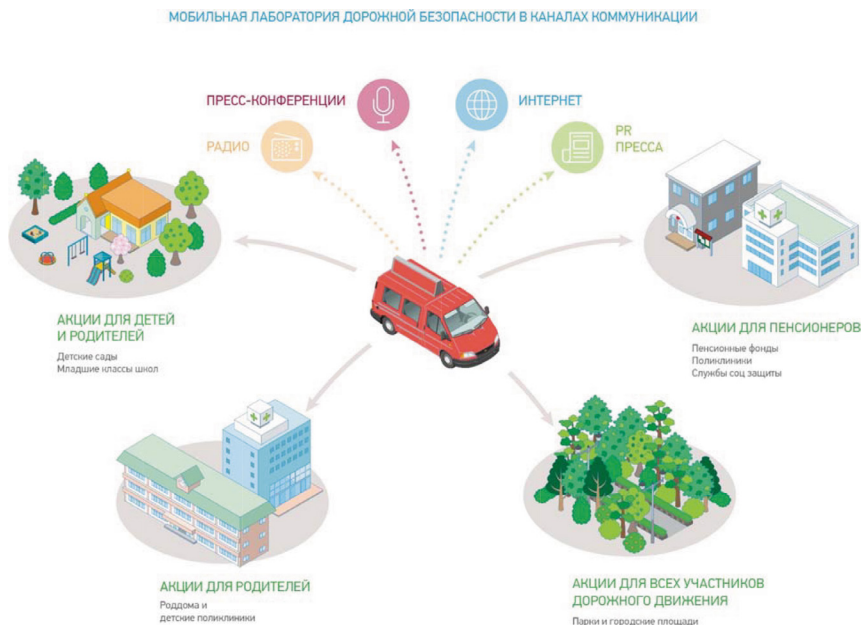 МОБИЛЬНАЯ ЛАБОРАТОРИЯ ДОРОЖНОЙ БЕЗОПАСНОСТИ В КАНАЛАХ КОММУНИКАЦИИ
ПРЕСС-КОНФЕРЕНЦИИ
ИНТЕРНЕТ
РАДИО
PR
ПРЕССА
АКЦИИ ДЛЯ ДЕТЕЙ
И РОДИТЕЛЕЙ
Детские сады
Младшие классы школ
АКЦИИ ДЛЯ ПЕНСИОНЕРОВ
Пенсионные фонды
Поликлиники
Службы соц защиты
АКЦИИ ДЛЯ РОДИТЕЛЕЙ
Роддома и
детские поликлиники
АКЦИИ ДЛЯ ВСЕХ УЧАСТНИКОВ
ДОРОЖНОГО ДВИЖЕНИЯ
Парки и городские площади